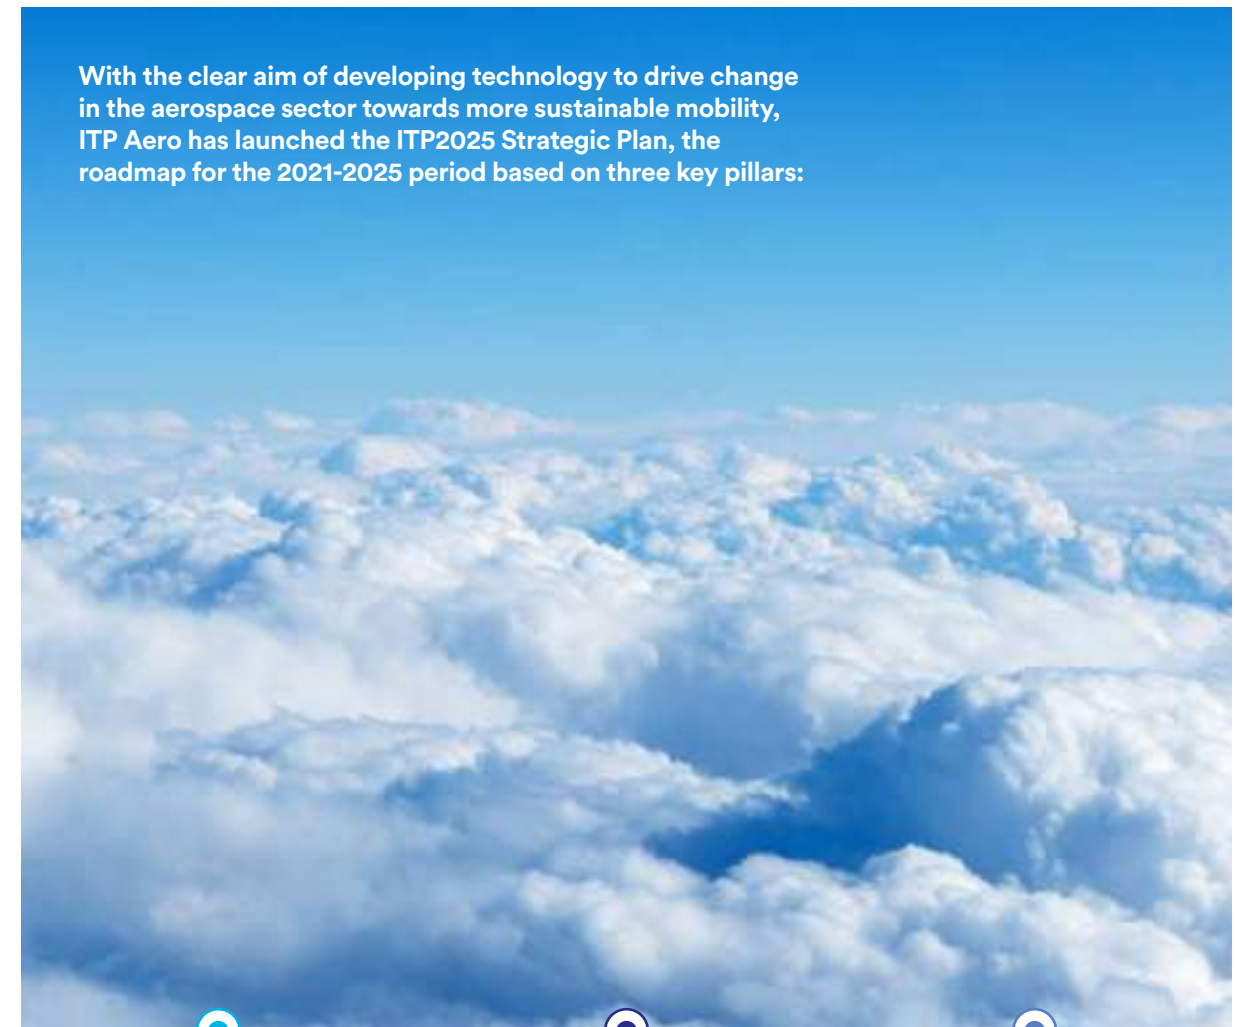 With the clear aim of developing technology to drive change
in the aerospace sector towards more sustainable mobility,
ITP Aero has launched the ITP2025 Strategic Plan, the
roadmap for the 2021-2025 period based on three key pillars: